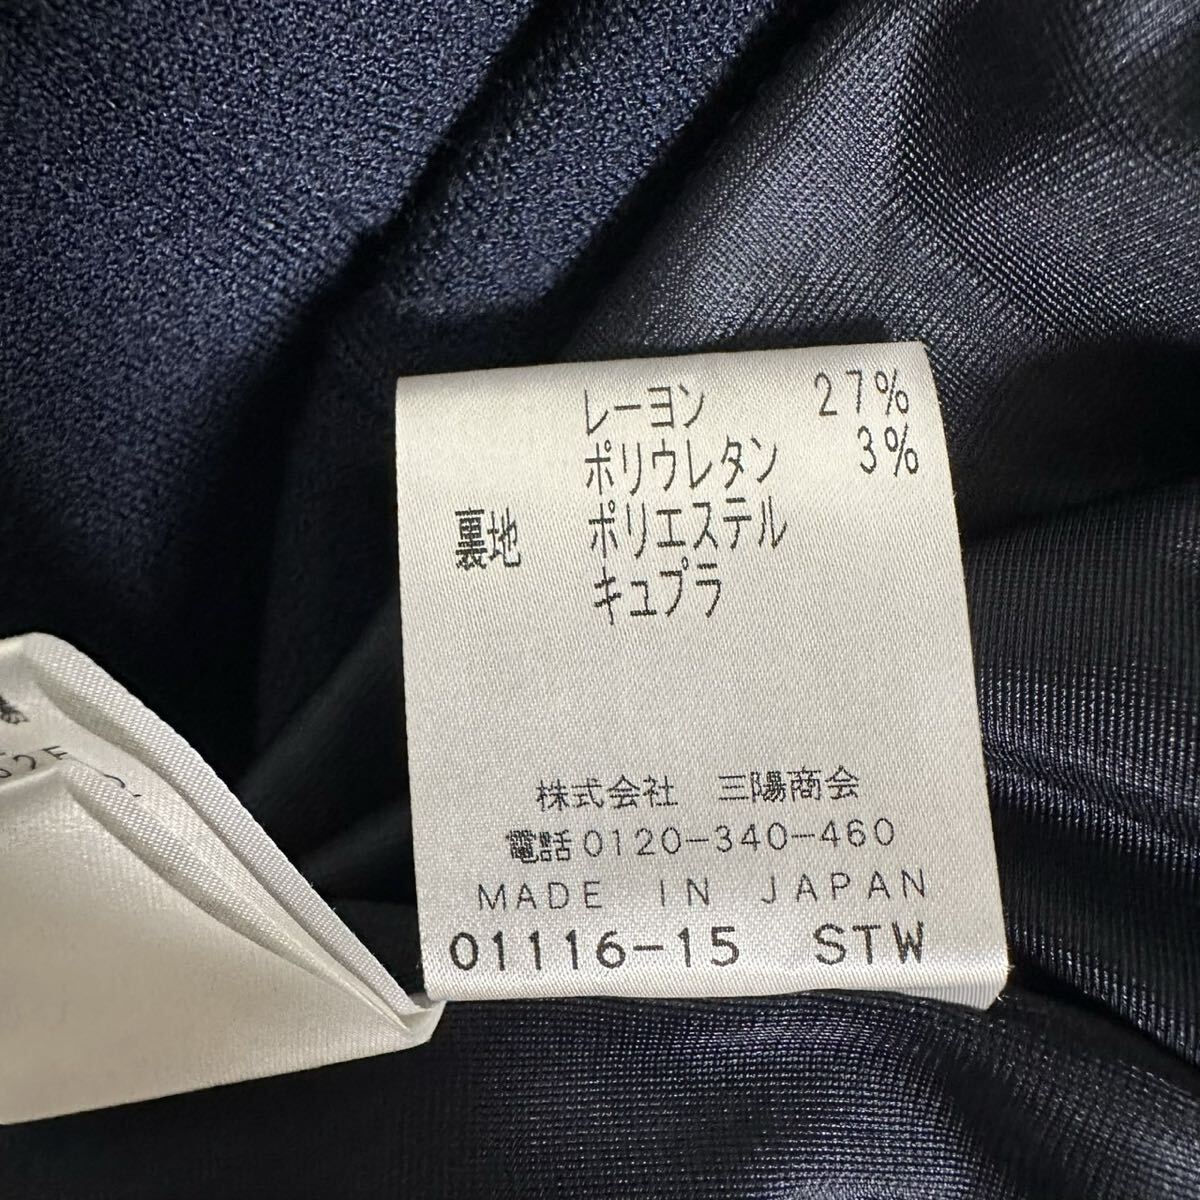 レーヨン 27%
ポリウレタン 3%
裏地 ポリエステル
キュプラ
株式会社 三陽商会
電話0120-340-460
MADE IN JAPAN
01116-15 STW